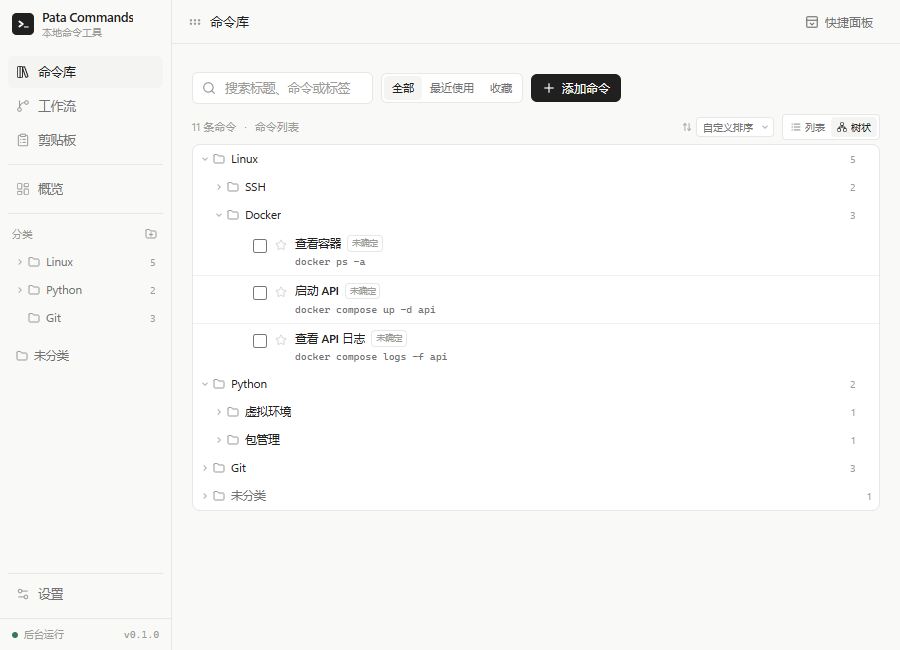 Pata Commands
本地命令工具
命令库
工作流
剪贴板
概览
分类
Linux 5
Python 2
Git 3
未分类
设置
后台运行 v0.1.0
命令库
快捷面板
搜索标题、命令或标签
全部 最近使用 收藏
添加命令
11 条命令 · 命令列表
自定义排序
列表 树状
Linux 5
SSH 2
Docker 3
查看容器 未确定
docker ps -a
启动 API 未确定
docker compose up -d api
查看 API 日志 未确定
docker compose logs -f api
Python 2
虚拟环境 1
包管理 1
Git 3
未分类 1